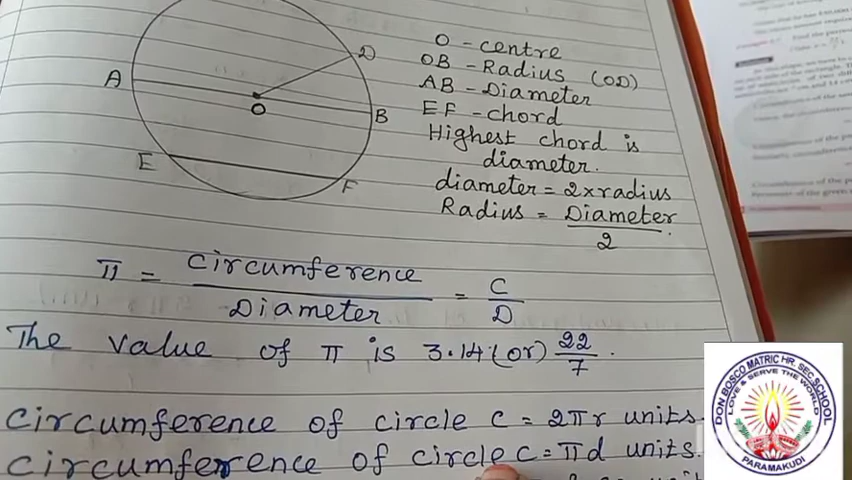 A
D
O
B
E
F
O - centre
OB - Radius (OD)
AB - Diameter
EF - chord
Highest chord is
diameter.
diameter = 2 x radius
Radius = Diameter
2
π = circumference = C
Diameter D
The value of π is 3.14 (or) 22
7
circumference of circle c = 2πr units
circumference of circle c = πd units.
DON BOSCO MATRIC HR. SEC SCHOOL
LOVE & SERVE THE WORLD
PARAMAKUDI